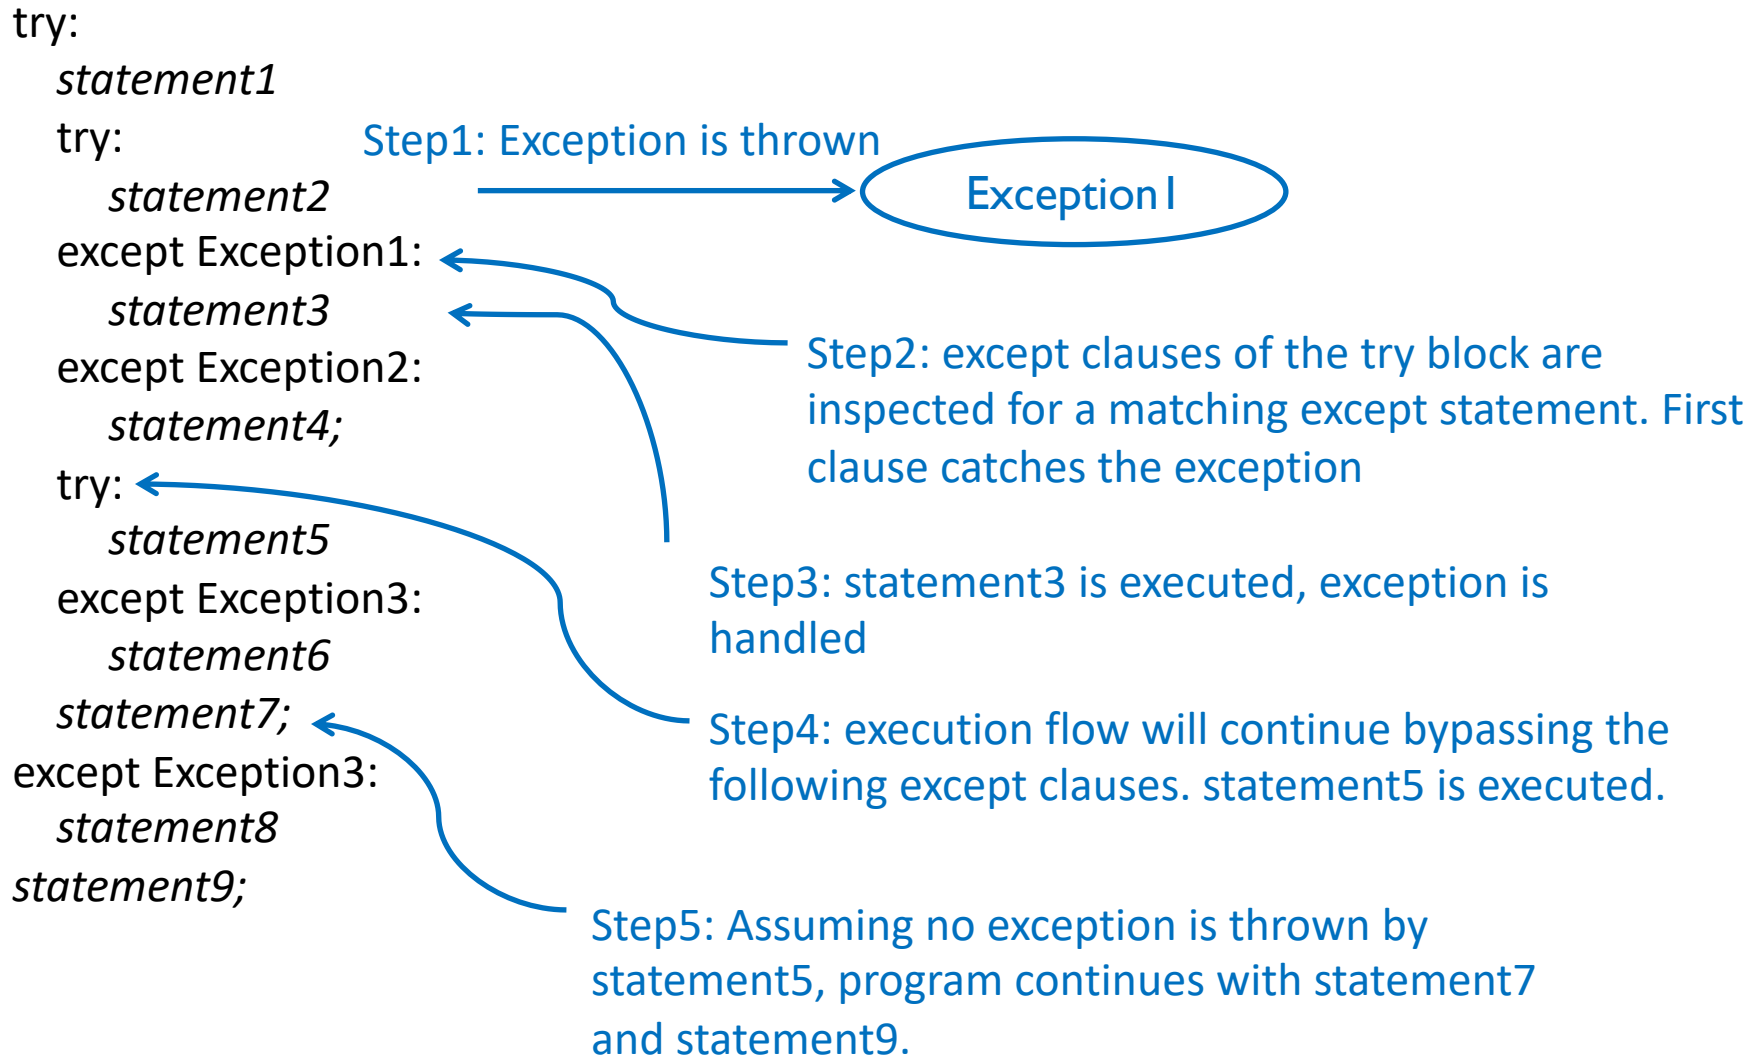 try:
statement1
try:
Step1: Exception is thrown
statement2
Exception1
except Exception1:
statement3
except Exception2:
statement4;
try:
statement5
except Exception3:
statement6
statement7;
except Exception3:
statement8
statement9;
Step2: except clauses of the try block are
inspected for a matching except statement. First
clause catches the exception
Step3: statement3 is executed, exception is
handled
Step4: execution flow will continue bypassing the
following except clauses. statement5 is executed.
Step5: Assuming no exception is thrown by
statement5, program continues with statement7
and statement9.